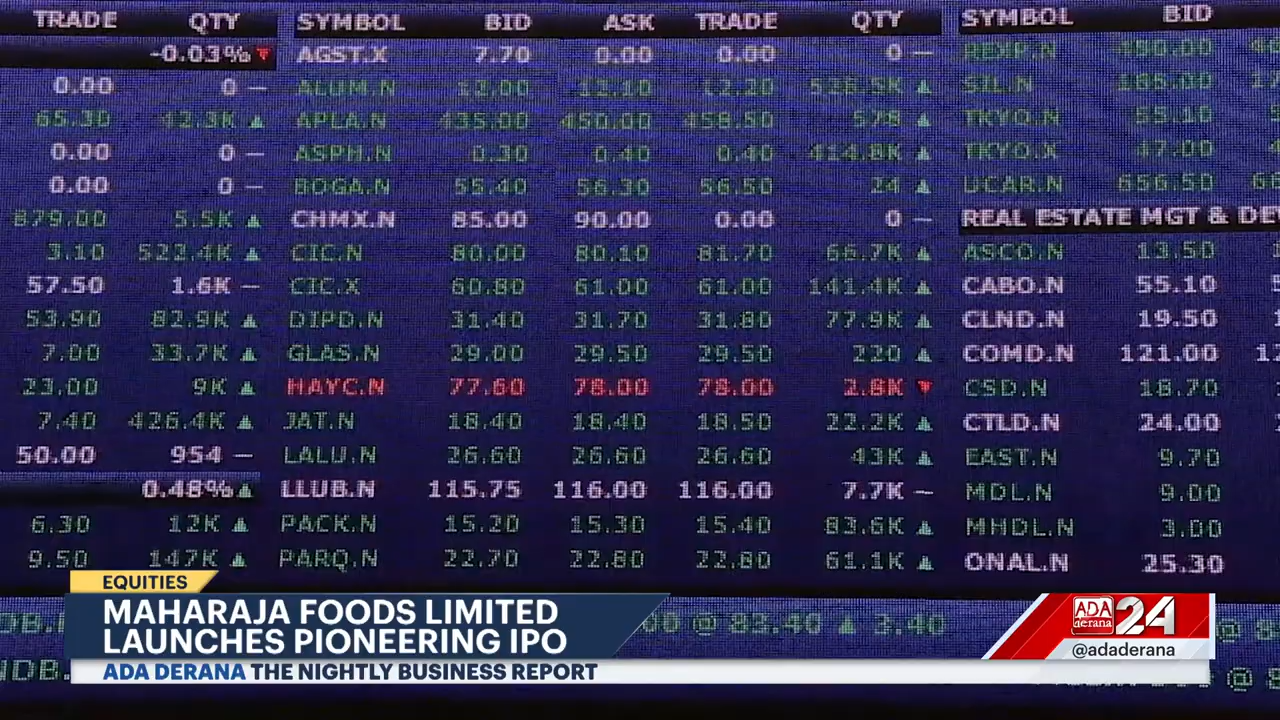 TRADE QTY SYMBOL BID ASK TRADE QTY SYMBOL BID
-0.03% AGST.X 7.70 0.00 0.00 0 REXP.N
0.00 0 ALUM.N 12.00 12.10 12.20 SIL.N 185.00
65.30 42.3K APLA.N 435.00 450.00 458.50 578 TKYO.N 55.10
0.00 0 ASPH.N 0.30 0.40 0.40 414.8K TKYO.X 47.00
0.00 0 BOGA.N 55.40 56.30 56.50 24 UCAR.N 656.50
879.00 5.5K CHMX.N 85.00 90.00 0.00 0 REAL ESTATE MGT & DE
3.10 522.4K CIC.N 80.00 80.10 81.70 66.7K ASCO.N 13.50
57.50 1.6K CIC.X 60.80 61.00 61.00 141.4K CABO.N 55.10
53.90 82.9K DIPD.N 31.40 31.70 31.80 77.9K CLND.N 19.50
7.00 33.7K GLAS.N 29.00 29.50 29.50 220 COMD.N 121.00
23.00 9K HAYC.N 77.60 78.00 78.00 2.8K CSD.N 18.70
7.40 426.4K JAT.N 18.40 18.40 18.50 22.2K CTLD.N 24.00
50.00 954 LALU.N 26.60 26.60 26.60 43K EAST.N 9.70
0.48% LLUB.N 115.75 116.00 116.00 7.7K MDL.N 9.00
6.30 12K PACK.N 15.20 15.30 15.40 83.6K MHDL.N 3.00
9.50 147K PARQ.N 22.70 22.80 22.80 61.1K ONAL.N 25.30
EQUITIES
MAHARAJA FOODS LIMITED
LAUNCHES PIONEERING IPO
ADA DERANA THE NIGHTLY BUSINESS REPORT
@ 83.40 3.40
ADA derana 24
@adaderana